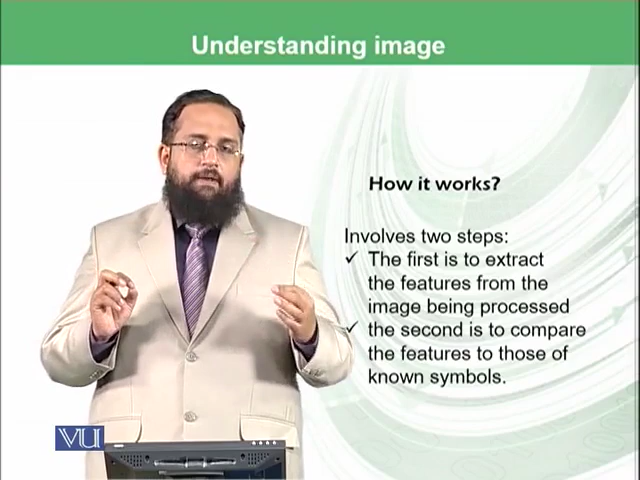 Understanding image
How it works?
Involves two steps:
✓ The first is to extract
the features from the
image being processed
✓ the second is to compare
the features to those of
known symbols.
VU